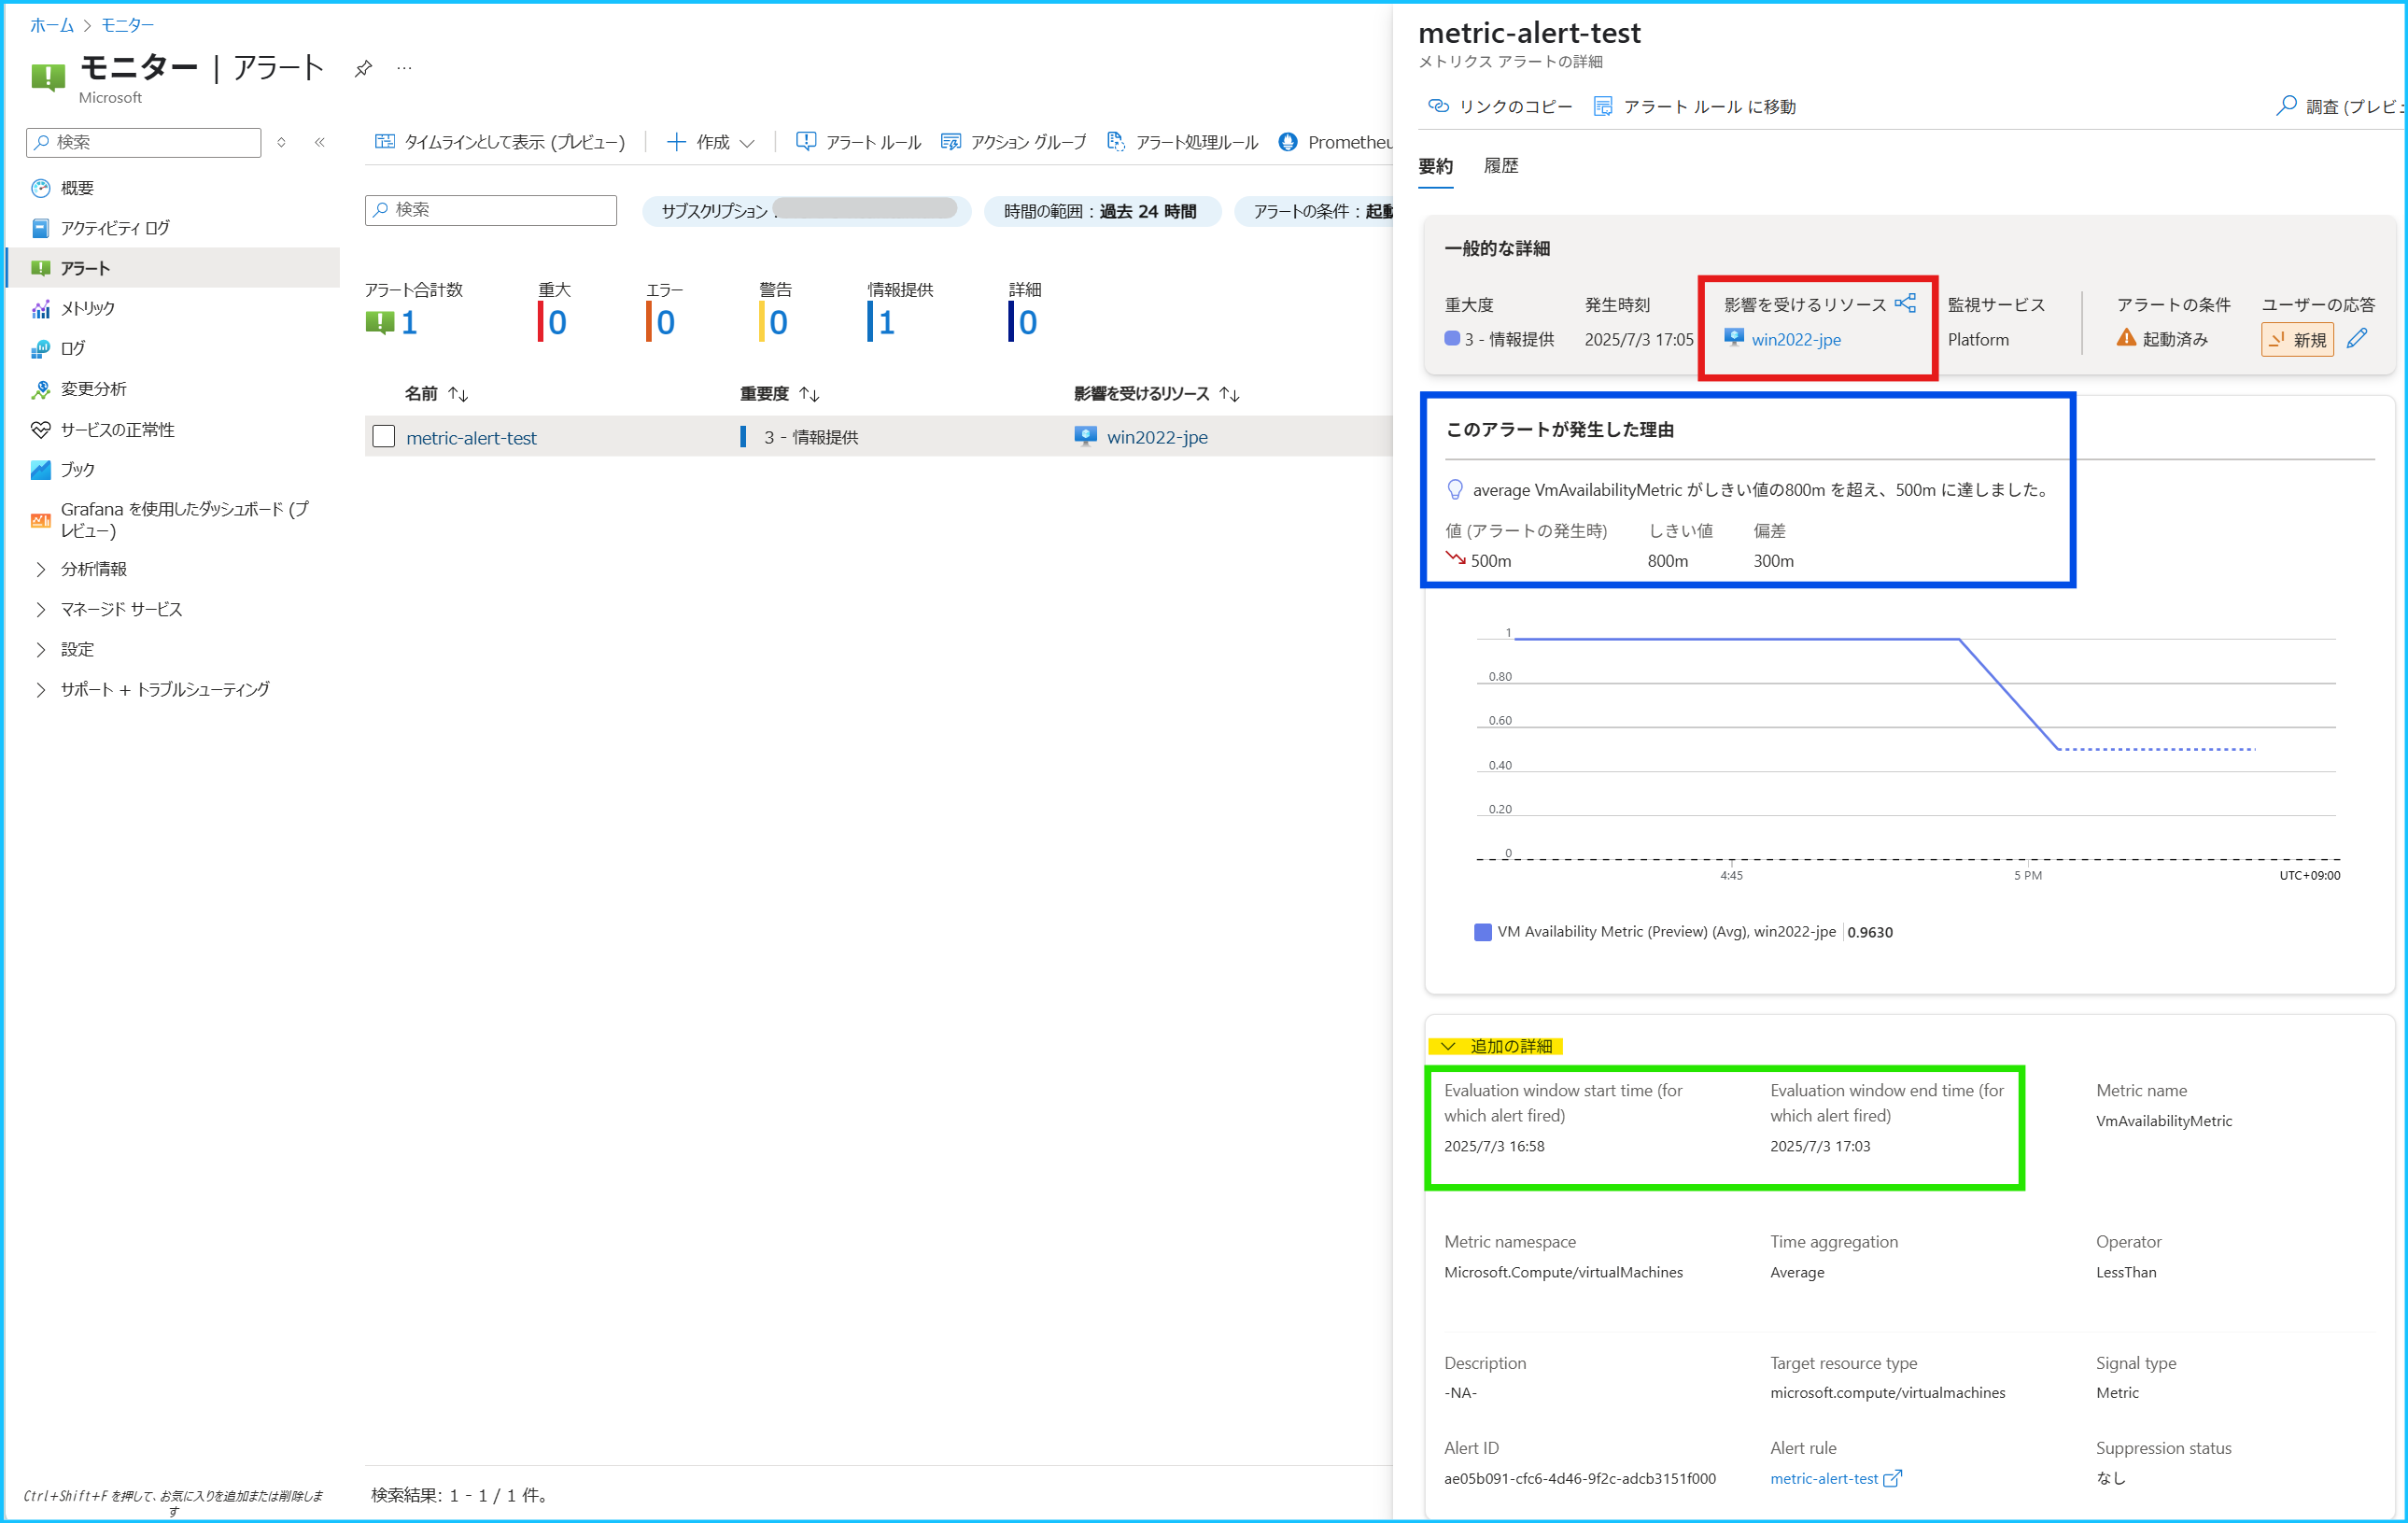 ホーム > モニター
モニター | アラート
Microsoft
検索
概要
アクティビティ ログ
アラート
メトリック
ログ
変更分析
サービスの正常性
ブック
Grafana を使用したダッシュボード (プ
レビュー)
分析情報
マネージド サービス
設定
サポート + トラブルシューティング
Ctrl+Shift+F を押して、お気に入りを追加または削除しま
す
タイムラインとして表示 (プレビュー)
作成
アラート ルール
アクション グループ
アラート処理ルール
Prometheu
検索
サブスクリプション :
時間の範囲 : 過去 24 時間
アラートの条件 : 起動
アラート合計数 重大 エラー 警告 情報提供 詳細
1 0 0 0 1 0
名前 ↑↓ 重要度 ↑↓ 影響を受けるリソース ↑↓
metric-alert-test 3 - 情報提供 win2022-jpe
検索結果: 1 - 1 / 1 件。
metric-alert-test
メトリクス アラートの詳細
リンクのコピー アラート ルール に移動 調査 (プレビ
要約 履歴
一般的な詳細
重大度 発生時刻 影響を受けるリソース 監視サービス アラートの条件 ユーザーの応答
3 - 情報提供 2025/7/3 17:05 win2022-jpe Platform 起動済み 新規
このアラートが発生した理由
average VmAvailabilityMetric がしきい値の800m を超え、500m に達しました。
値 (アラートの発生時) しきい値 偏差
500m 800m 300m
1
0.80
0.60
0.40
0.20
0
4:45 5 PM UTC+09:00
VM Availability Metric (Preview) (Avg), win2022-jpe 0.9630
追加の詳細
Evaluation window start time (for
which alert fired)
2025/7/3 16:58
Evaluation window end time (for
which alert fired)
2025/7/3 17:03
Metric name
VmAvailabilityMetric
Metric namespace
Microsoft.Compute/virtualMachines
Time aggregation
Average
Operator
LessThan
Description
-NA-
Target resource type
microsoft.compute/virtualmachines
Signal type
Metric
Alert ID
ae05b091-cfc6-4d46-9f2c-adcb3151f000
Alert rule
metric-alert-test
Suppression status
なし